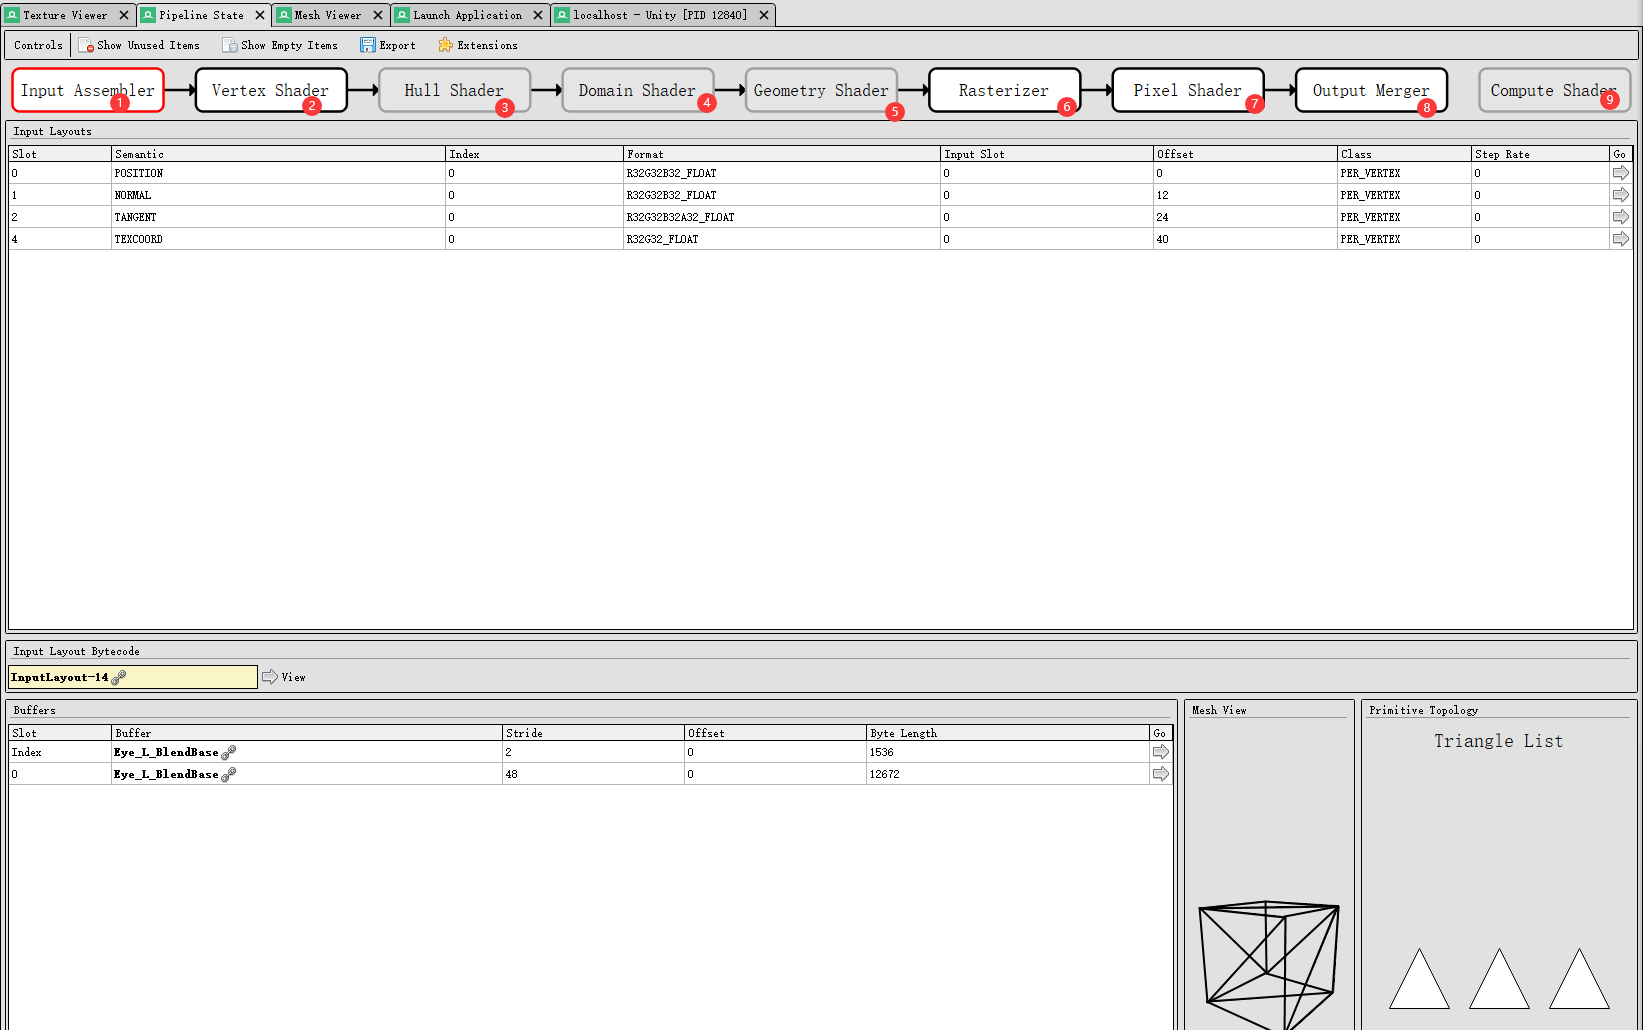 Texture Viewer Pipeline State Mesh Viewer Launch Application localhost - Unity [PID 12840]
Controls Show Unused Items Show Empty Items Export Extensions
Input Assembler Vertex Shader Hull Shader Domain Shader Geometry Shader Rasterizer Pixel Shader Output Merger Compute Shader
1 2 3 4 5 6 7 8 9
Input Layouts
Slot Semantic Index Format Input Slot Offset Class Step Rate Go
0 POSITION 0 R32G32B32_FLOAT 0 0 PER_VERTEX 0
1 NORMAL 0 R32G32B32_FLOAT 0 12 PER_VERTEX 0
2 TANGENT 0 R32G32B32A32_FLOAT 0 24 PER_VERTEX 0
4 TEXCOORD 0 R32G32_FLOAT 0 40 PER_VERTEX 0
Input Layout Bytecode
InputLayout-14 View
Buffers
Slot Buffer Stride Offset Byte Length Go
Index Eye_L_BlendBase 2 0 1536
0 Eye_L_BlendBase 48 0 12672
Mesh View
Primitive Topology
Triangle List